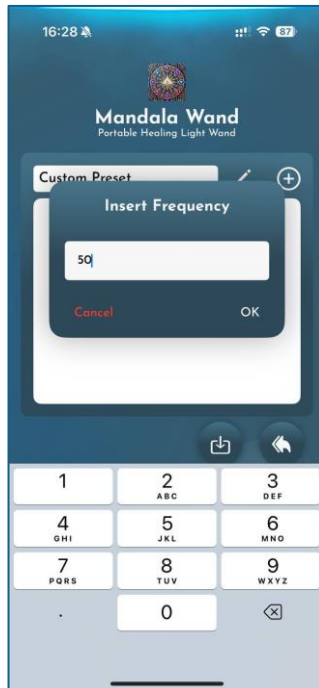 16:28
87
Mandala Wand
Portable Healing Light Wand
Custom Preset
Insert Frequency
50
Cancel
OK
1
2
ABC
3
DEF
4
GHI
5
JKL
6
MNO
7
PQRS
8
TUV
9
WXYZ
.
0